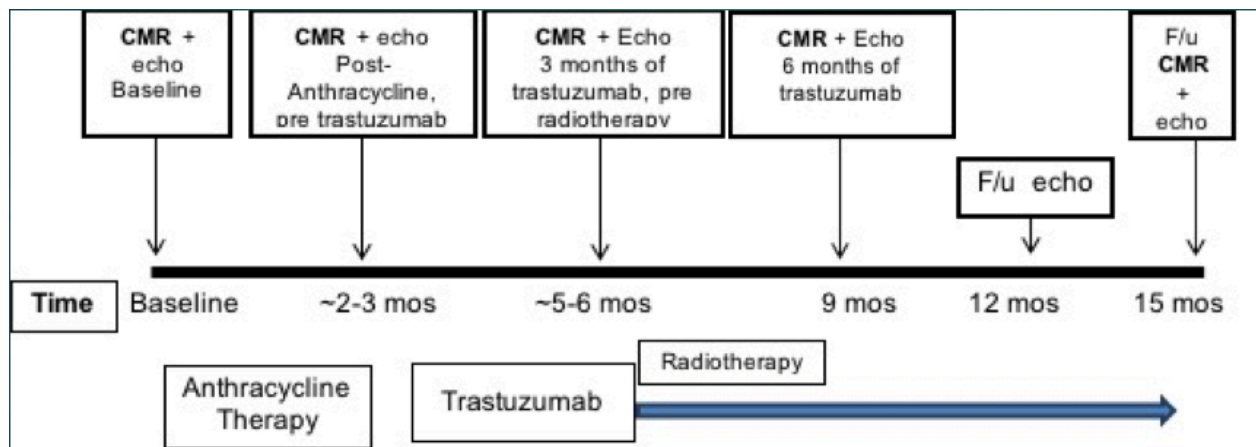 CMR +
echo
Baseline
CMR + echo
Post-
Anthracycline,
pre trastuzumab
CMR + Echo
3 months of
trastuzumab, pre
radiotherapy
CMR + Echo
6 months of
trastuzumab
F/u
CMR
+
echo
F/u echo
Time
Baseline
~2-3 mos
~5-6 mos
9 mos
12 mos
15 mos
Radiotherapy
Anthracycline
Therapy
Trastuzumab